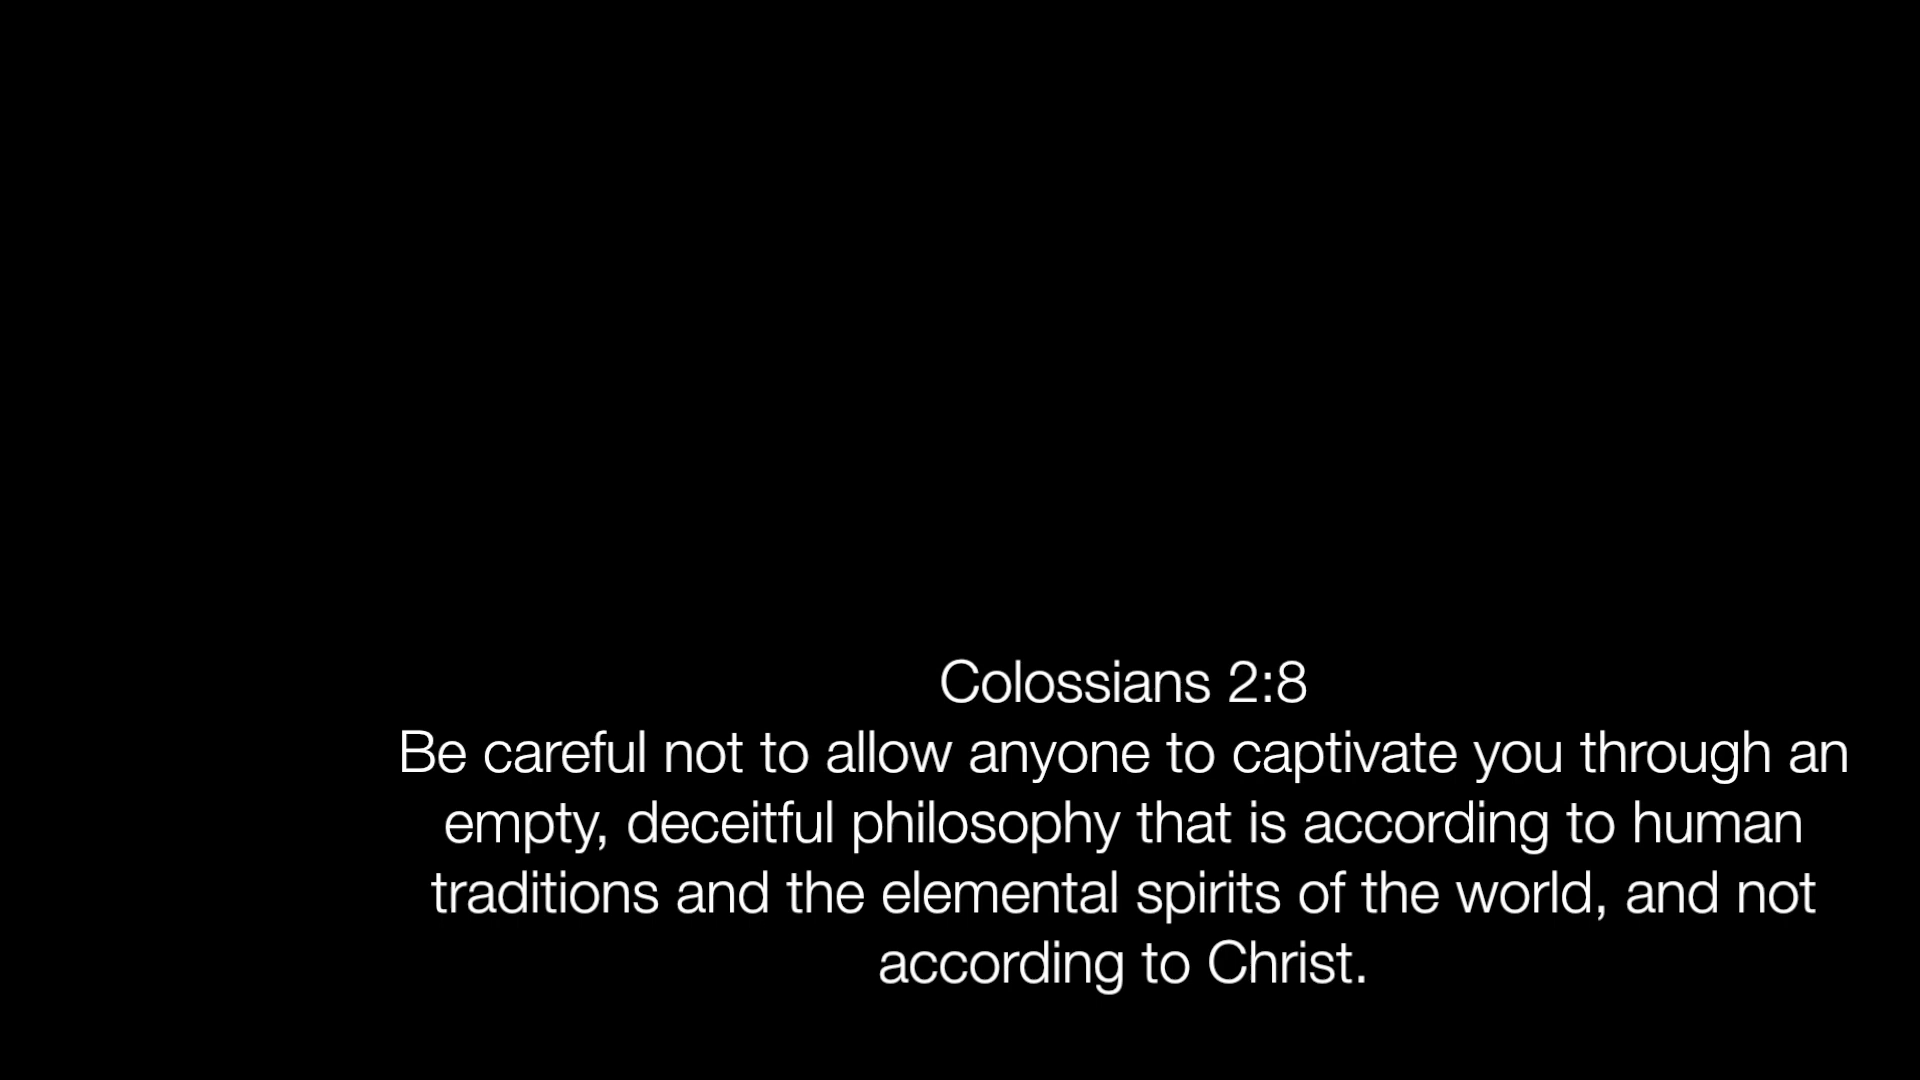 Colossians 2:8
Be careful not to allow anyone to captivate you through an
empty, deceitful philosophy that is according to human
traditions and the elemental spirits of the world, and not
according to Christ.